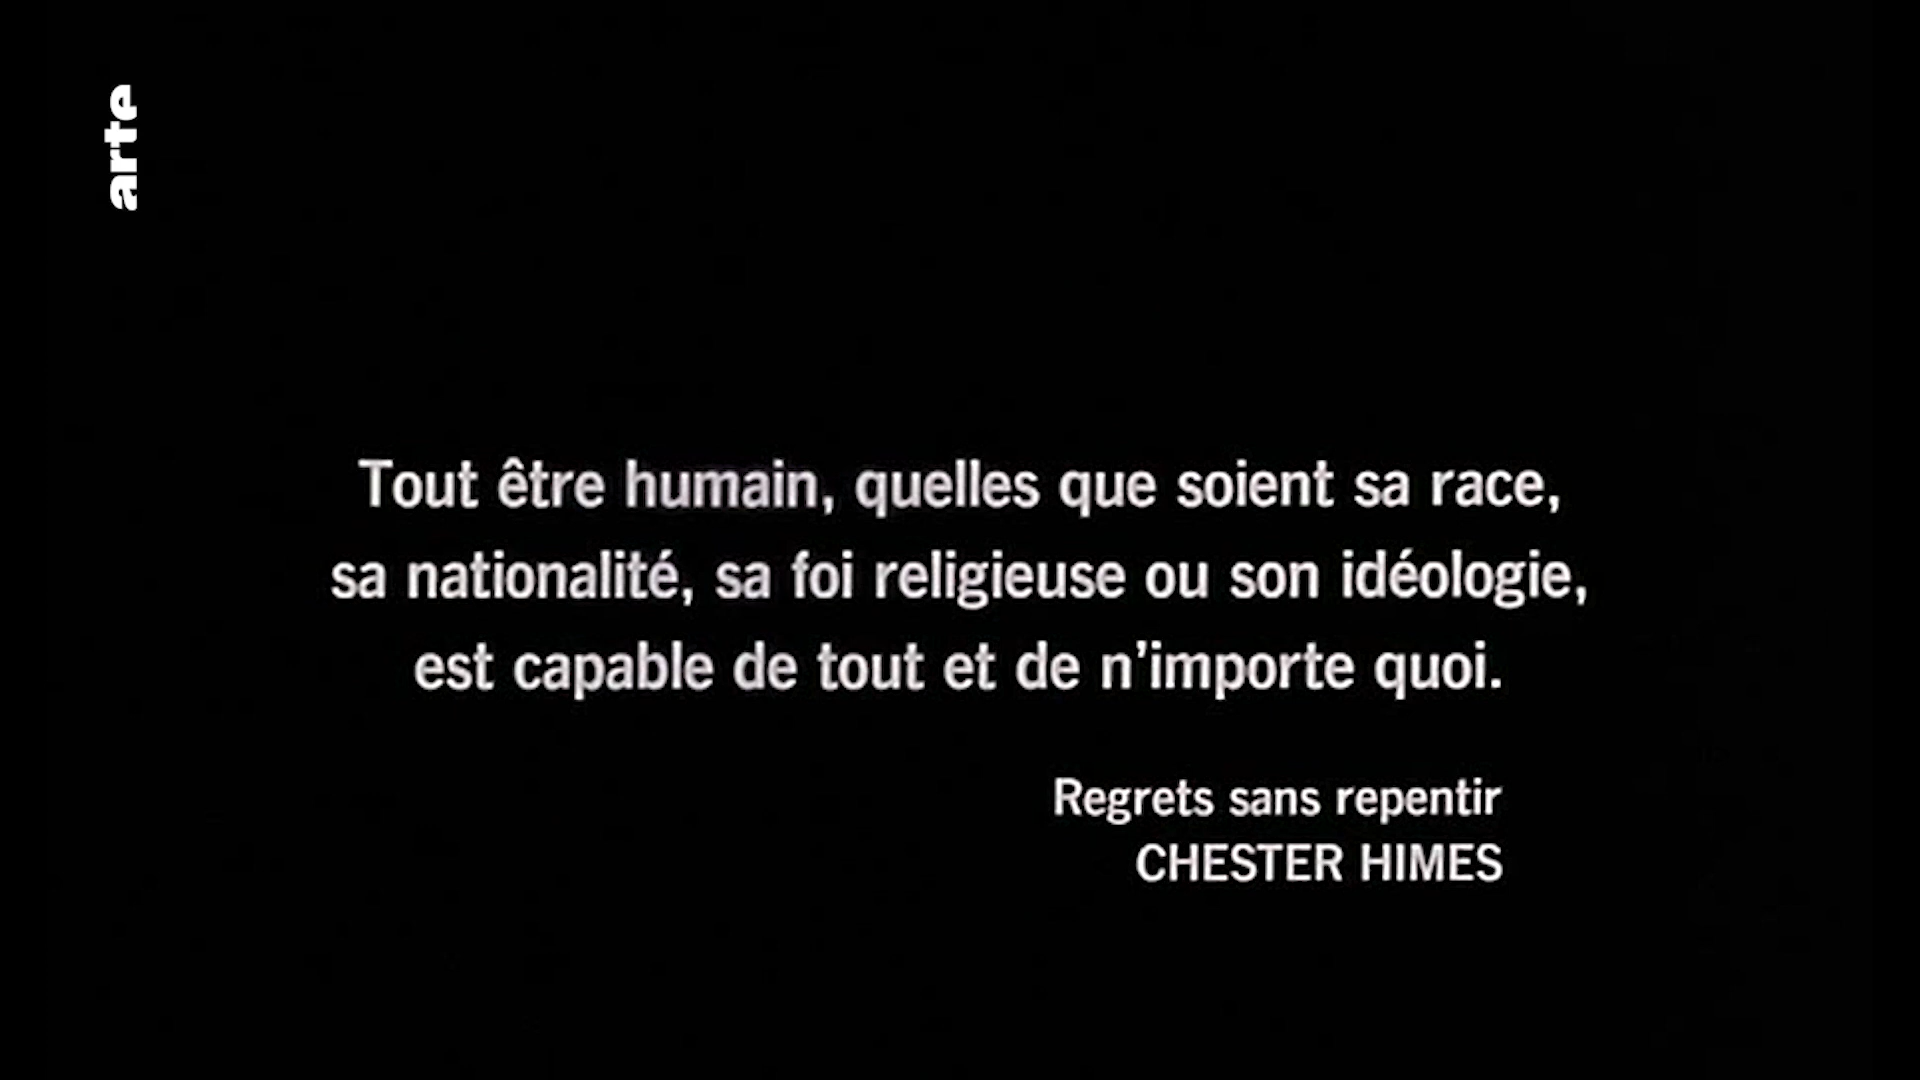 arte
Tout être humain, quelles que soient sa race,
sa nationalité, sa foi religieuse ou son idéologie,
est capable de tout et de n’importe quoi.
Regrets sans repentir
CHESTER HIMES